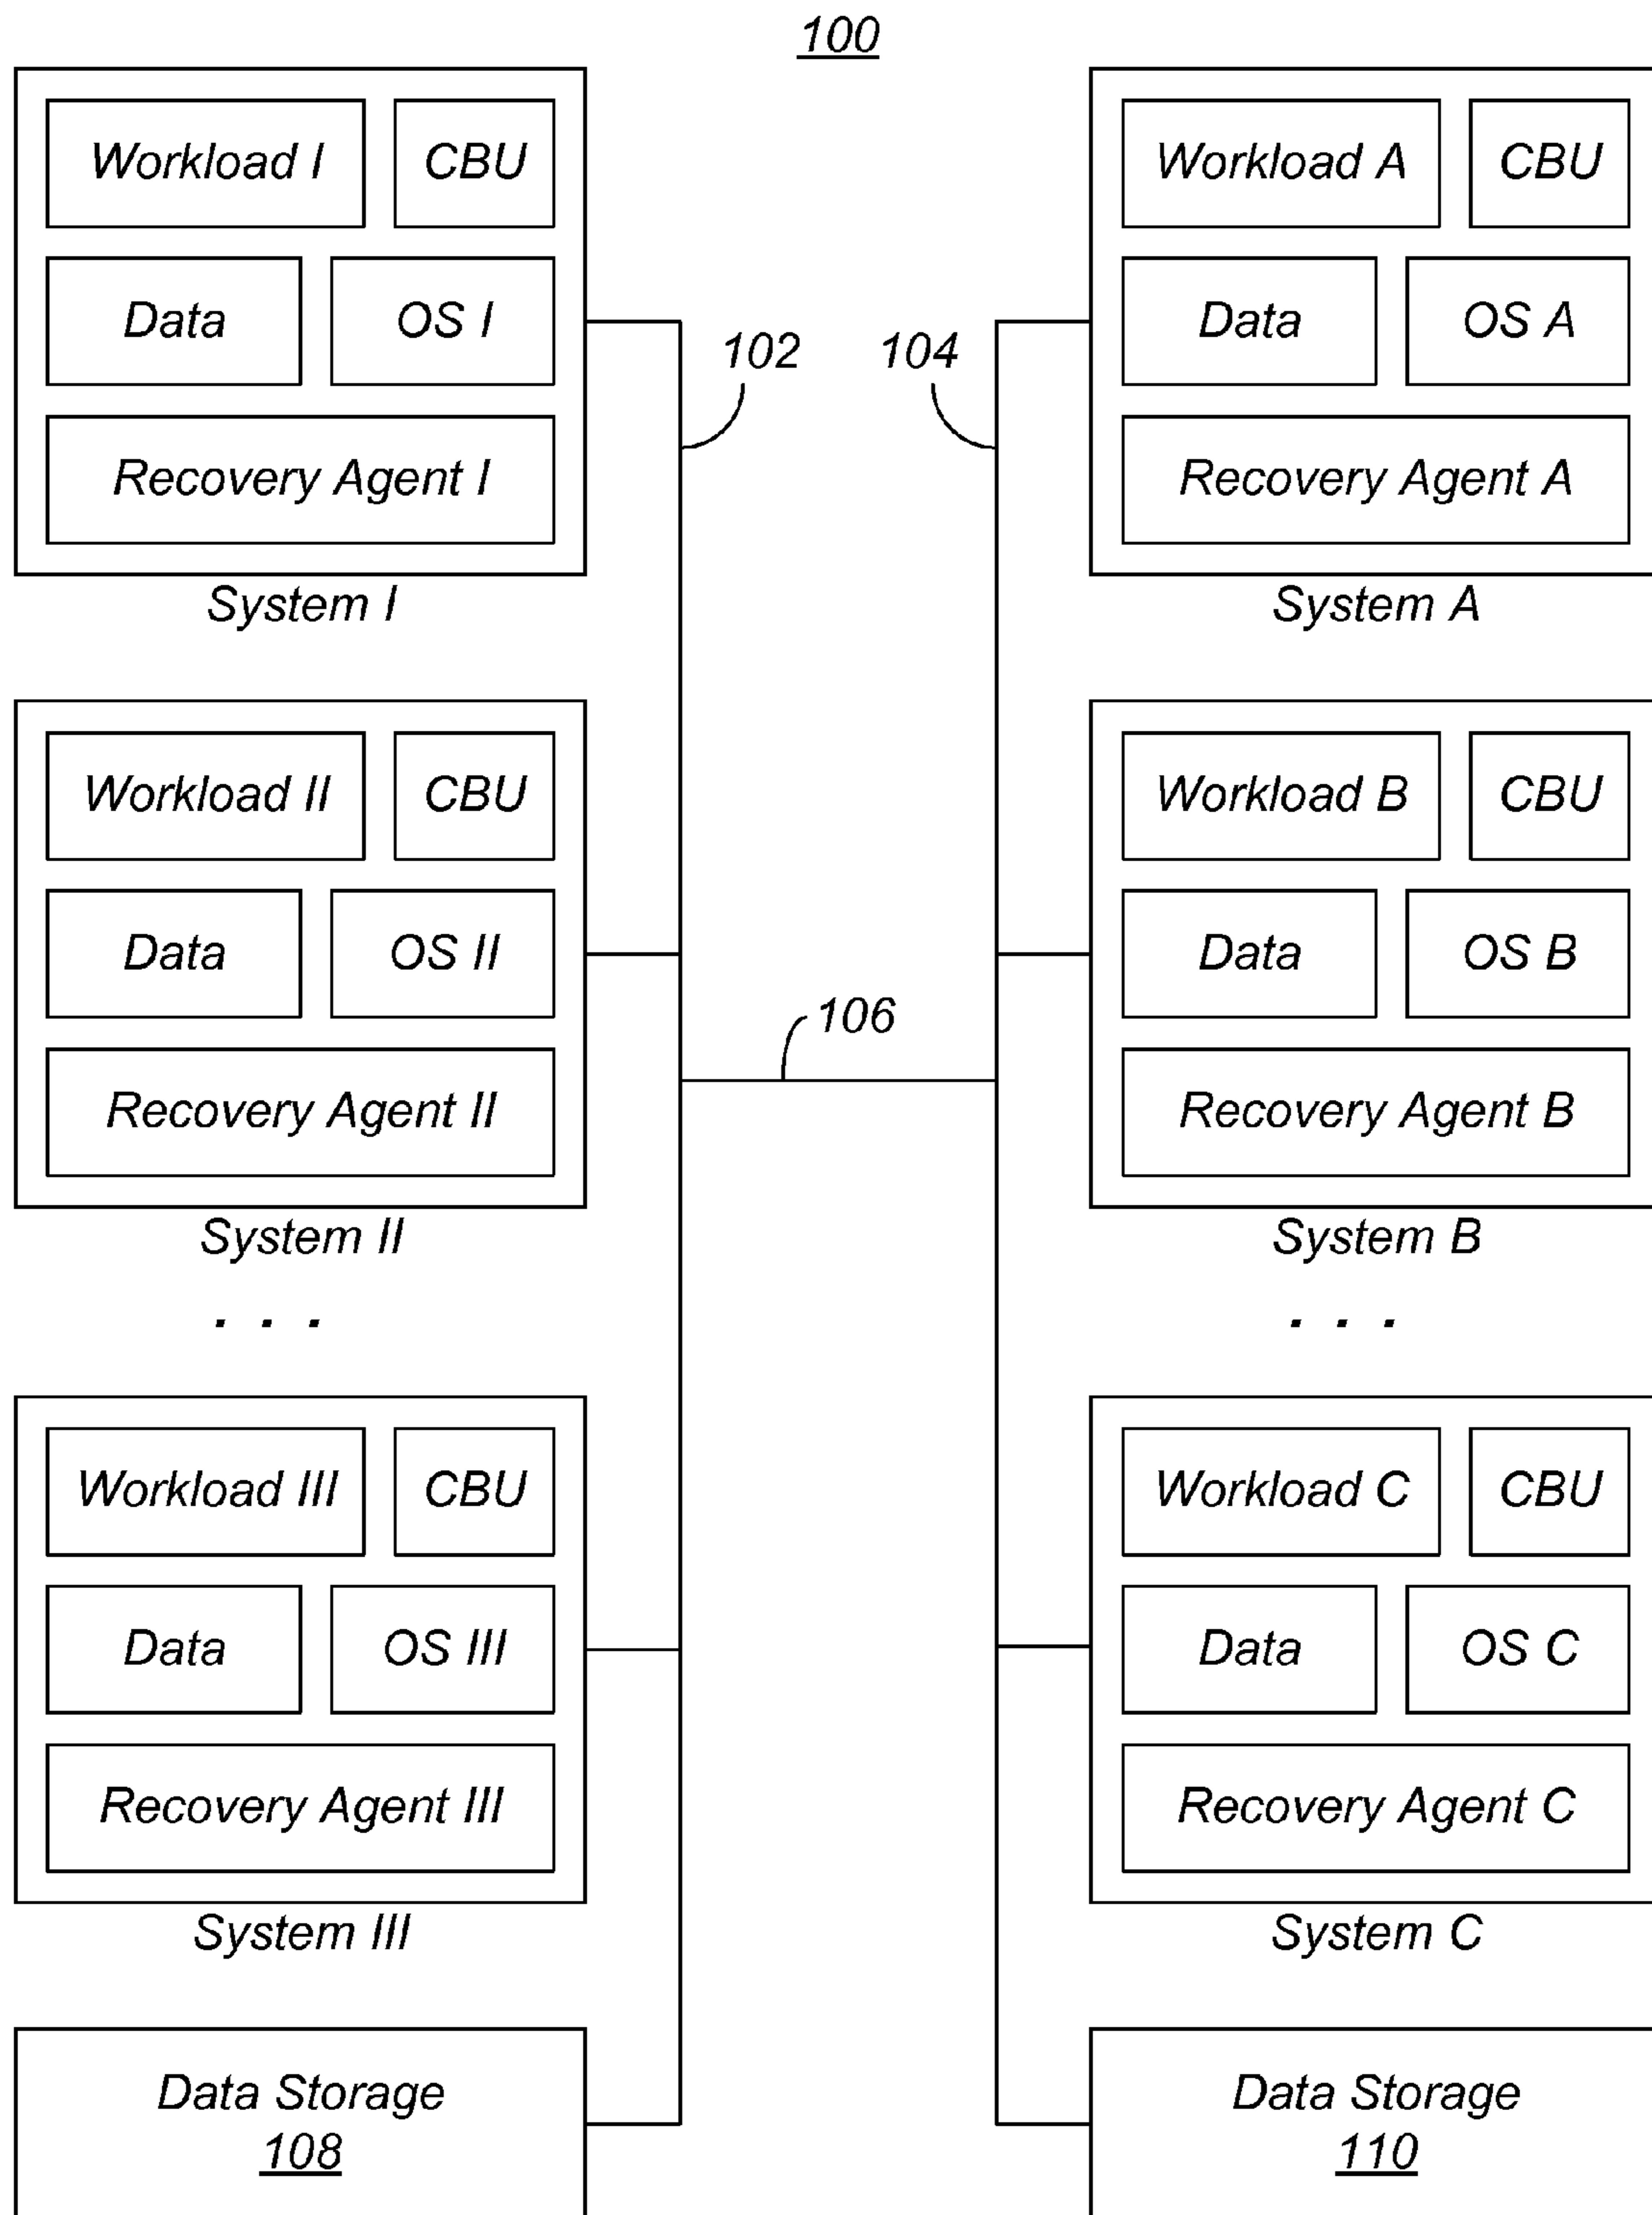 100
Workload I
CBU
Data
OS I
Recovery Agent I
System I
Workload A
CBU
Data
OS A
Recovery Agent A
System A
102
104
Workload II
CBU
Data
OS II
Recovery Agent II
System II
. . .
106
Workload B
CBU
Data
OS B
Recovery Agent B
System B
. . .
Workload III
CBU
Data
OS III
Recovery Agent III
System III
Workload C
CBU
Data
OS C
Recovery Agent C
System C
Data Storage
108
Data Storage
110